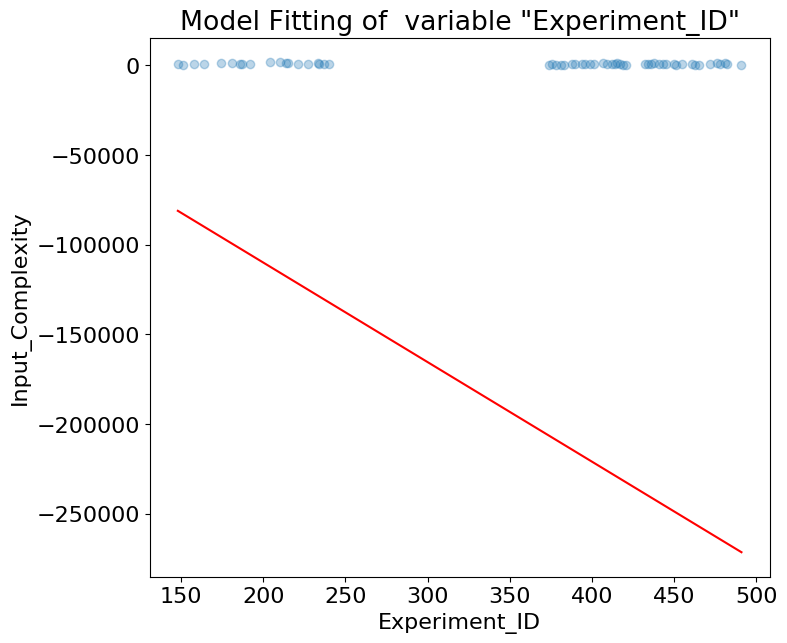 Model Fitting of  variable "Experiment_ID"
0
−50000
−100000
−150000
−200000
−250000
Input_Complexity
150 200 250 300 350 400 450 500
Experiment_ID